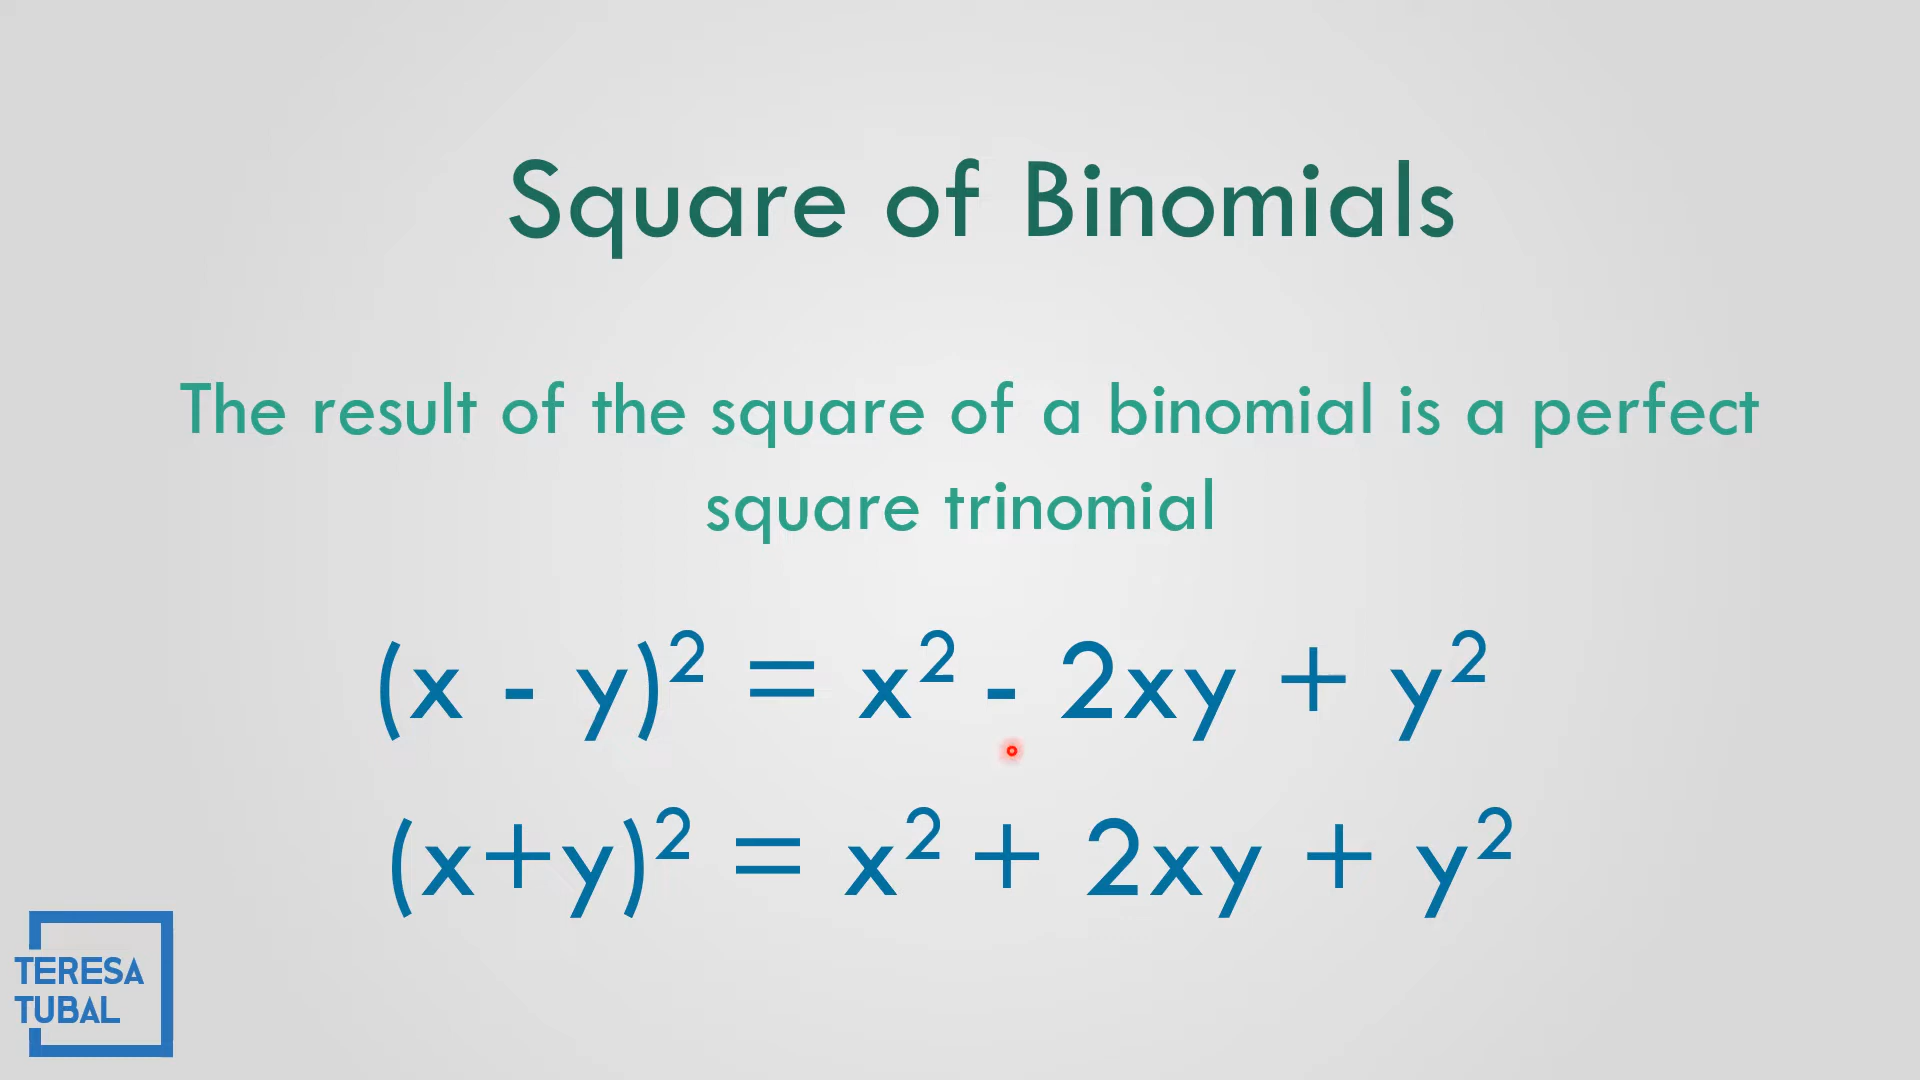 Square of Binomials
The result of the square of a binomial is a perfect
square trinomial
(x - y)² = x² - 2xy + y²
(x+y)² = x² + 2xy + y²
TERESA
TUBAL